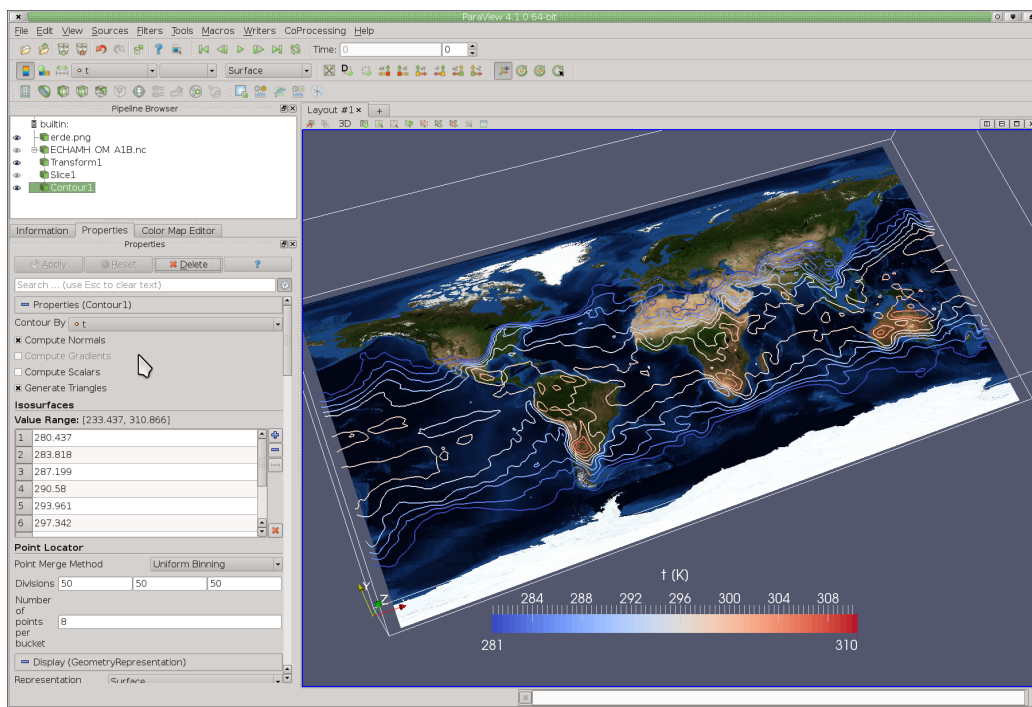 ParaView 4.1.0 64-bit
File Edit View Sources Filters Tools Macros Writers CoProcessing Help
Time: 0 0
t Surface
Pipeline Browser
builtin:
erde.png
ECHAMH OM A1B.nc
Transform1
Slice1
Contour1
Layout #1 +
3D
Information Properties Color Map Editor
Properties
Apply Reset Delete ?
Search ... (use Esc to clear text)
Properties (Contour1)
Contour By t
Compute Normals
Compute Gradients
Compute Scalars
Generate Triangles
Isosurfaces
Value Range: [233.437, 310.866]
1 280.437
2 283.818
3 287.199
4 290.58
5 293.961
6 297.342
Point Locator
Point Merge Method Uniform Binning
Divisions 50 50 50
Number
of
points 8
per
bucket
Display (GeometryRepresentation)
Representation Surface
Y
Z
t (K)
284 288 292 296 300 304 308
281 310